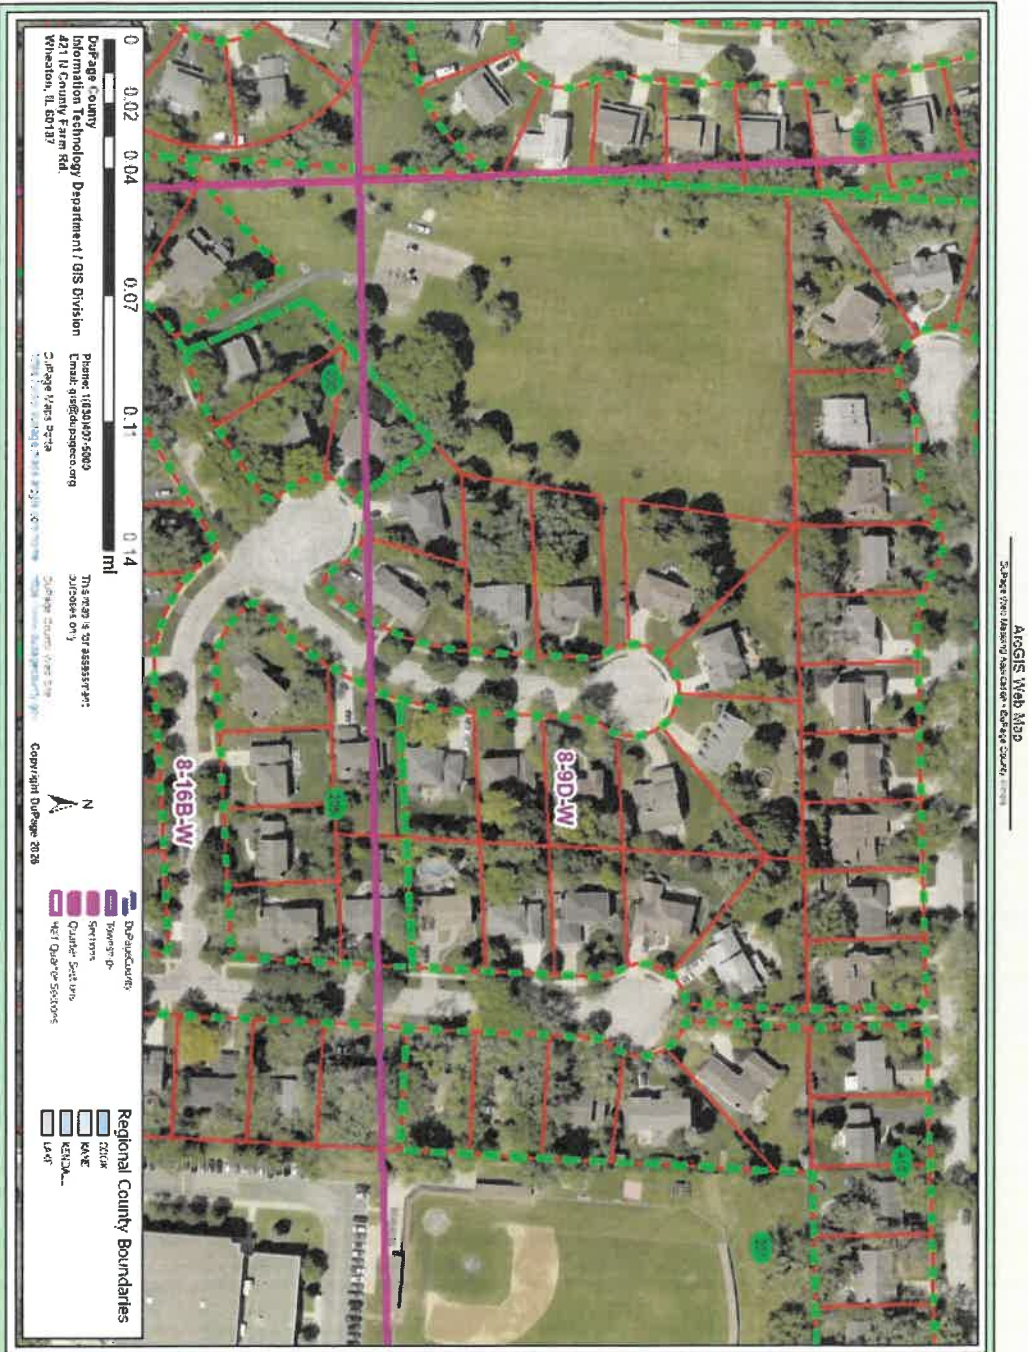 ArcGIS Web Map
8-9D-W
8-16B-W
0 0.02 0.04 0.07 0.11 0.14
mi
DuPage County
Information Technology Department / GIS Division
421 N County Farm Rd.
Wheaton, IL 60187
Phone: 1(630)407-5000
Email: gis@dupageco.org
DuPage Maps Portal
This map is for assessment
purposes only
N
Copyright DuPage 2026
DuPageCounty
Township
Sections
Quarter Sections
Half Quarter Sections
Regional County Boundaries
COOK
KANE
KENDALL
LAKE